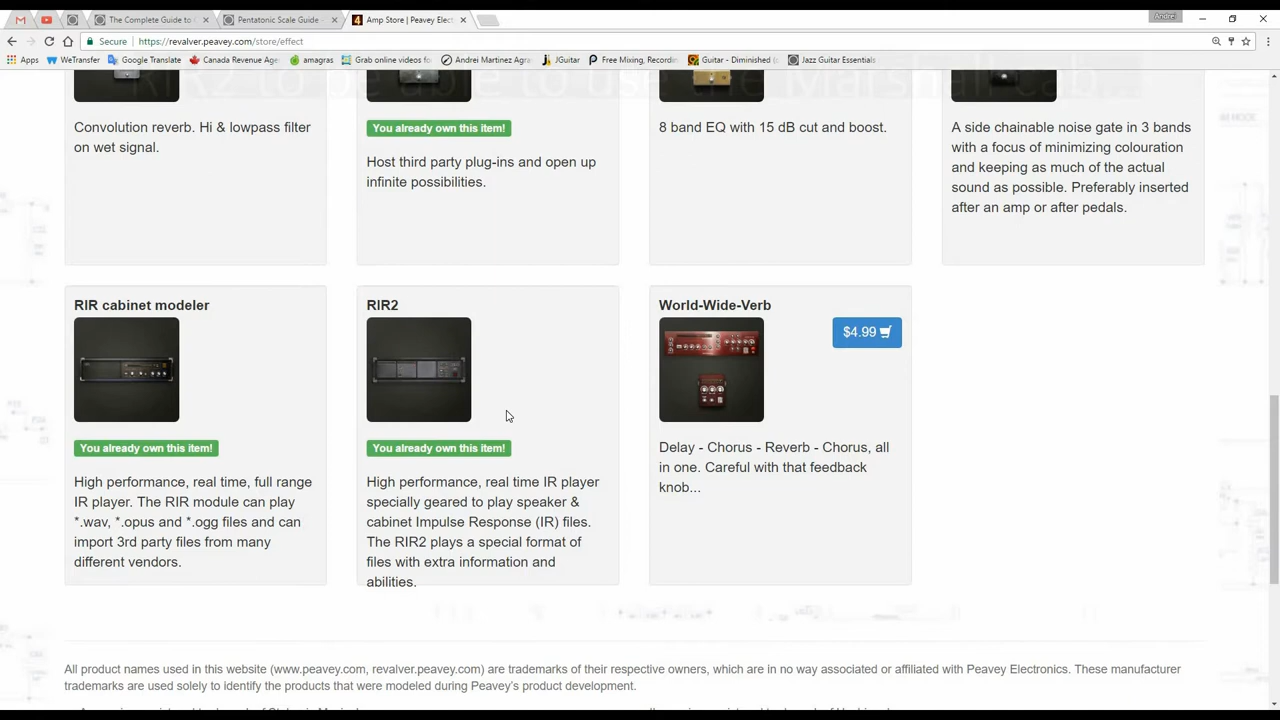 The Complete Guide to
Pentatonic Scale Guide
Amp Store | Peavey Elect
Andrei
Secure
https://revalver.peavey.com/store/effect
Apps
WeTransfer
Google Translate
Canada Revenue Agen
amagras
Grab online videos fo
Andrei Martinez Agra
JGuitar
Free Mixing, Recordin
Guitar - Diminished (s
Jazz Guitar Essentials
RIR2 to be able to use the Marshall cab...
Convolution reverb. Hi & lowpass filter
on wet signal.
You already own this item!
Host third party plug-ins and open up
infinite possibilities.
8 band EQ with 15 dB cut and boost.
A side chainable noise gate in 3 bands
with a focus of minimizing colouration
and keeping as much of the actual
sound as possible. Preferably inserted
after an amp or after pedals.
RIR cabinet modeler
You already own this item!
High performance, real time, full range
IR player. The RIR module can play
*.wav, *.opus and *.ogg files and can
import 3rd party files from many
different vendors.
RIR2
You already own this item!
High performance, real time IR player
specially geared to play speaker &
cabinet Impulse Response (IR) files.
The RIR2 plays a special format of
files with extra information and
abilities.
World-Wide-Verb
$4.99
Delay - Chorus - Reverb - Chorus, all
in one. Careful with that feedback
knob...
All product names used in this website (www.peavey.com, revalver.peavey.com) are trademarks of their respective owners, which are in no way associated or affiliated with Peavey Electronics. These manufacturer
trademarks are used solely to identify the products that were modeled during Peavey's product development.